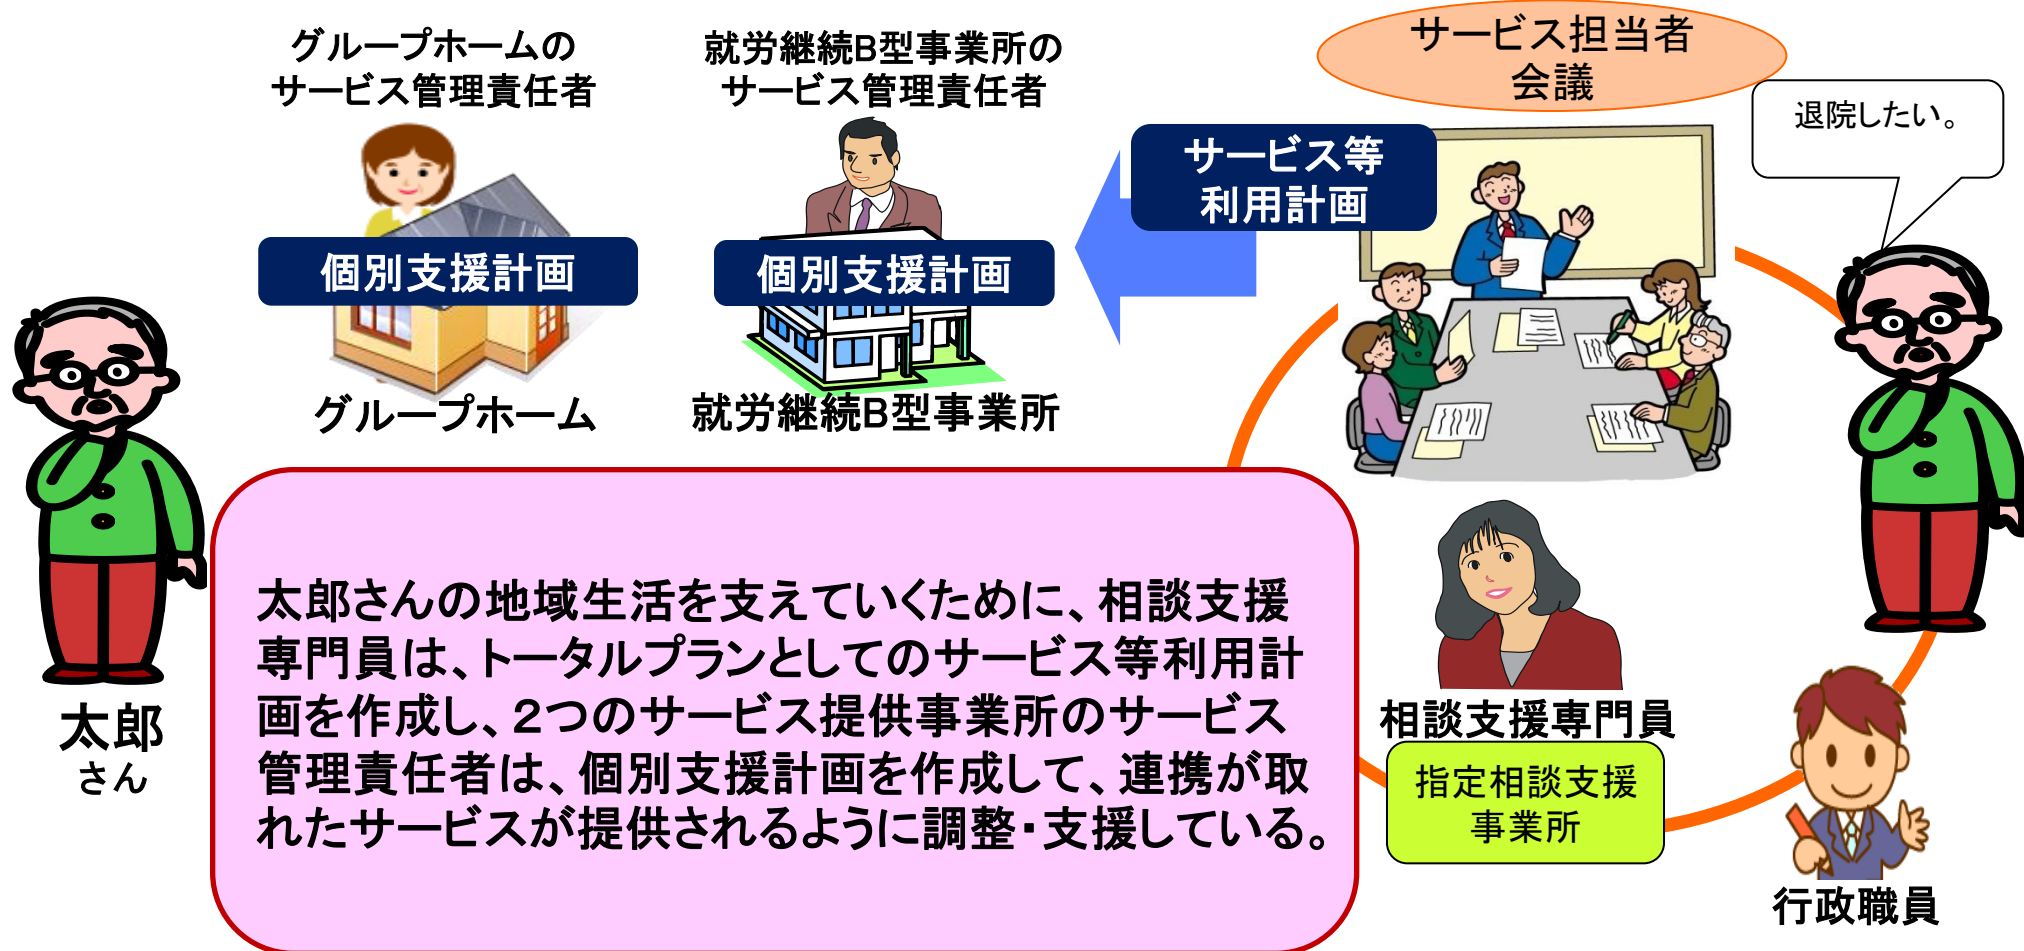 グループホームの
サービス管理責任者
就労継続B型事業所の
サービス管理責任者
サービス担当者
会議
退院したい。
サービス等
利用計画
個別支援計画
個別支援計画
グループホーム
就労継続B型事業所
太郎さんの地域生活を支えていくために、相談支援
専門員は、トータルプランとしてのサービス等利用計
画を作成し、２つのサービス提供事業所のサービス
管理責任者は、個別支援計画を作成して、連携が取
れたサービスが提供されるように調整・支援している。
太郎
さん
相談支援専門員
指定相談支援
事業所
行政職員